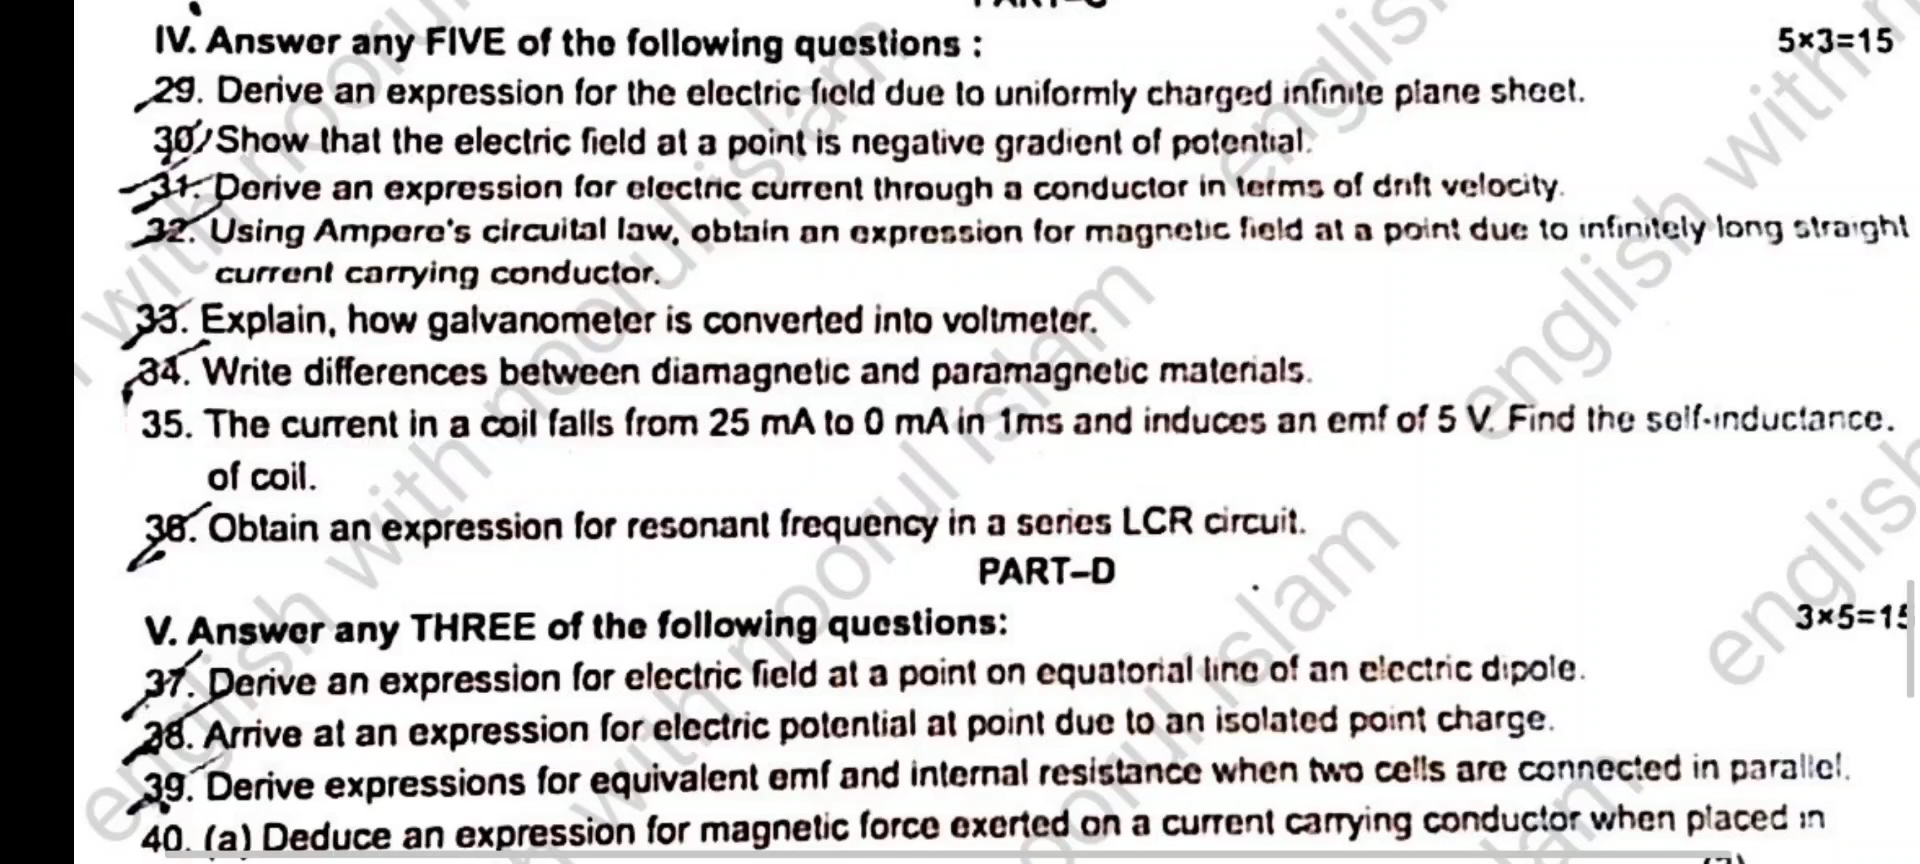 IV. Answer any FIVE of the following questions : 5×3=15
29. Derive an expression for the electric field due to uniformly charged infinite plane sheet.
30. Show that the electric field at a point is negative gradient of potential.
31. Derive an expression for electric current through a conductor in terms of drift velocity.
32. Using Ampere's circuital law, obtain an expression for magnetic field at a point due to infinitely long straight
current carrying conductor.
33. Explain, how galvanometer is converted into voltmeter.
34. Write differences between diamagnetic and paramagnetic materials.
35. The current in a coil falls from 25 mA to 0 mA in 1ms and induces an emf of 5 V. Find the self-inductance.
of coil.
36. Obtain an expression for resonant frequency in a series LCR circuit.
PART–D
V. Answer any THREE of the following questions: 3×5=15
37. Derive an expression for electric field at a point on equatorial line of an electric dipole.
38. Arrive at an expression for electric potential at point due to an isolated point charge.
39. Derive expressions for equivalent emf and internal resistance when two cells are connected in parallel.
40. (a) Deduce an expression for magnetic force exerted on a current carrying conductor when placed in
english with noorul islam